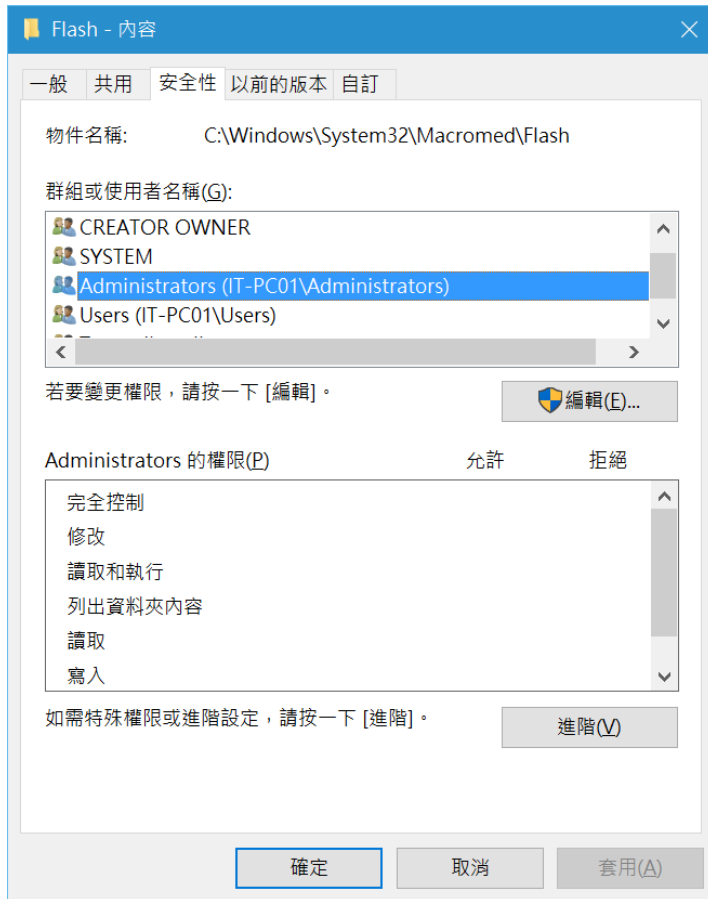 Flash - 內容
一般 共用 安全性 以前的版本 自訂
物件名稱: C:\Windows\System32\Macromed\Flash
群組或使用者名稱(G):
CREATOR OWNER
SYSTEM
Administrators (IT-PC01\Administrators)
Users (IT-PC01\Users)
若要變更權限，請按一下 [編輯]。
編輯(E)...
Administrators 的權限(P) 允許 拒絕
完全控制
修改
讀取和執行
列出資料夾內容
讀取
寫入
如需特殊權限或進階設定，請按一下 [進階]。
進階(V)
確定 取消 套用(A)